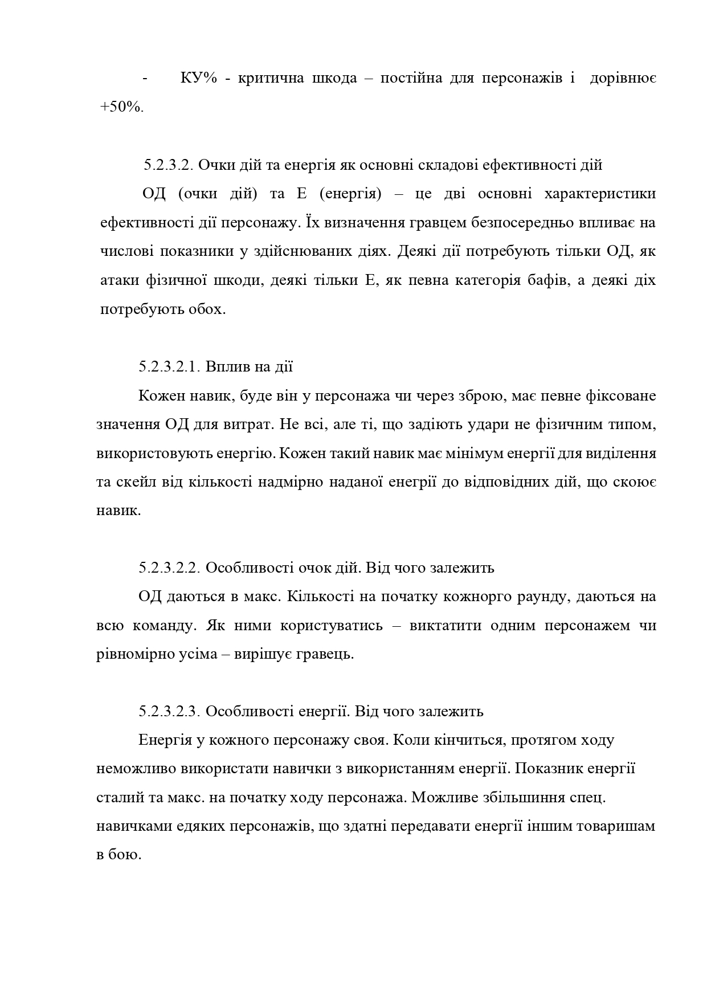 - КУ% - критична шкода – постійна для персонажів і дорівнює
+50%.
5.2.3.2. Очки дій та енергія як основні складові ефективності дій
ОД (очки дій) та Е (енергія) – це дві основні характеристики
ефективності дії персонажу. Їх визначення гравцем безпосередньо впливає на
числові показники у здійснюваних діях. Деякі дії потребують тільки ОД, як
атаки фізичної шкоди, деякі тільки Е, як певна категорія бафів, а деякі діх
потребують обох.
5.2.3.2.1. Вплив на дії
Кожен навик, буде він у персонажа чи через зброю, має певне фіксоване
значення ОД для витрат. Не всі, але ті, що задіють удари не фізичним типом,
використовують енергію. Кожен такий навик має мінімум енергії для виділення
та скейл від кількості надмірно наданої енегрії до відповідних дій, що скоює
навик.
5.2.3.2.2. Особливості очок дій. Від чого залежить
ОД даються в макс. Кількості на початку кожнорго раунду, даються на
всю команду. Як ними користуватись – виктатити одним персонажем чи
рівномірно усіма – вирішує гравець.
5.2.3.2.3. Особливості енергії. Від чого залежить
Енергія у кожного персонажу своя. Коли кінчиться, протягом ходу
неможливо використати навички з використанням енергії. Показник енергії
сталий та макс. на початку ходу персонажа. Можливе збільшиння спец.
навичками едяких персонажів, що здатні передавати енергії іншим товаришам
в бою.